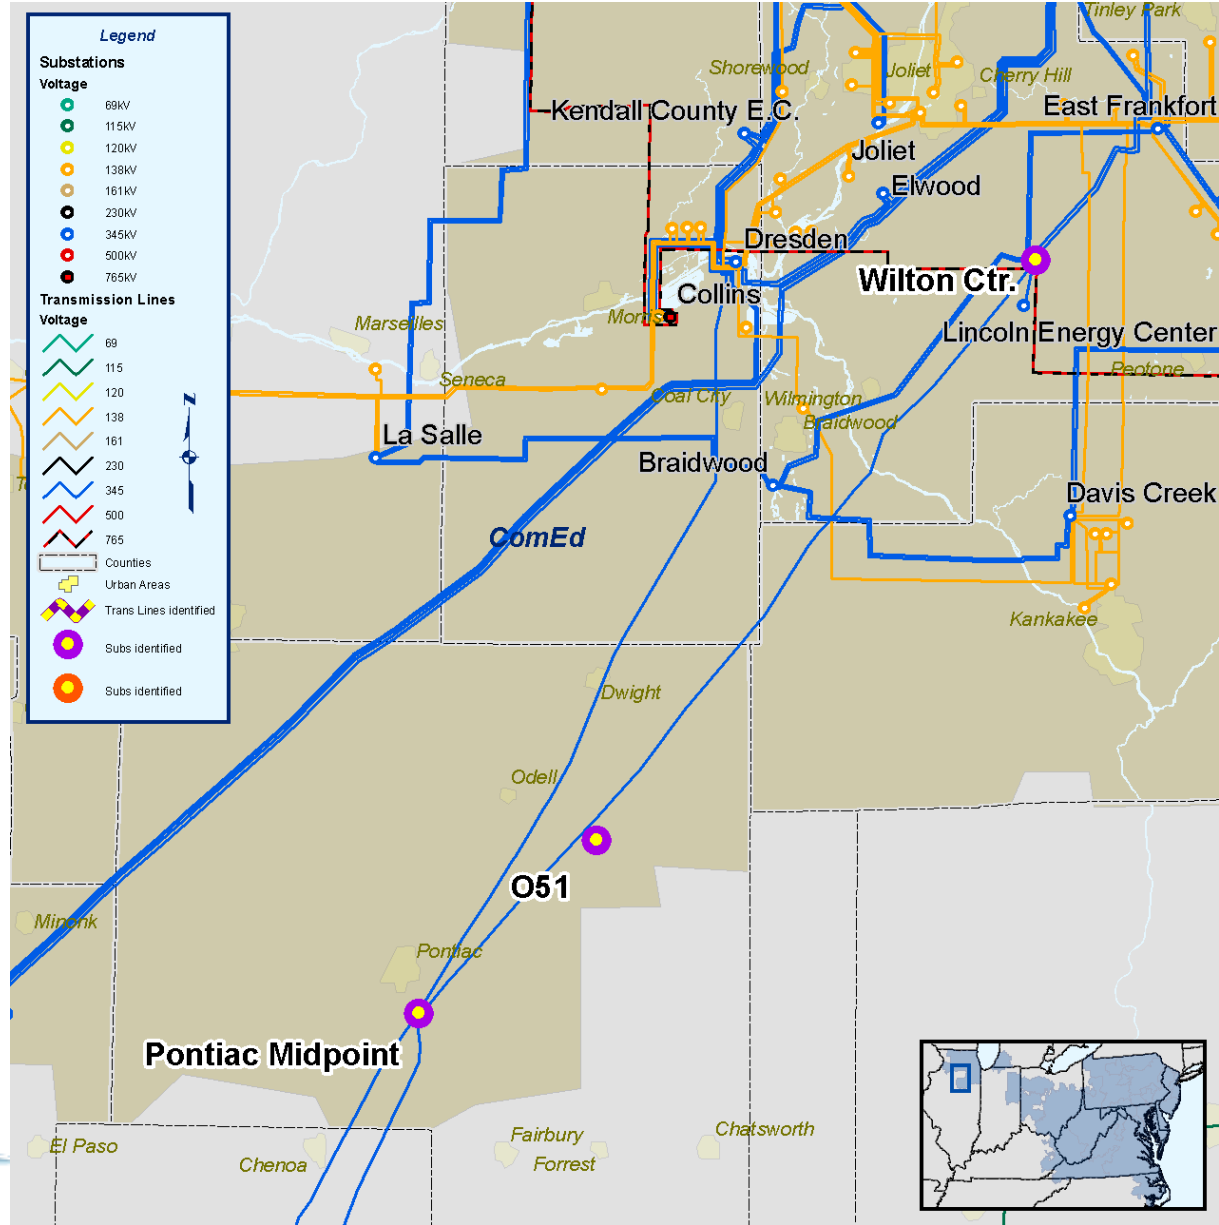 Legend
Substations
Voltage
69kV
115kV
120kV
138kV
161kV
230kV
345kV
500kV
765kV
Transmission Lines
Voltage
69
115
120
138
161
230
345
500
765
Counties
Urban Areas
Trans Lines identified
Subs identified
Subs identified
N
Tinley Park
Shorewood
Joliet
Cherry Hill
Kendall County E.C.
East Frankfort
Joliet
Elwood
Dresden
Wilton Ctr.
Collins
Morris
Marseilles
Lincoln Energy Center
Peotone
Seneca
Coal City
Wilmington
Braidwood
La Salle
Braidwood
Davis Creek
ComEd
Kankakee
Dwight
Odell
O51
Minonk
Pontiac
Pontiac Midpoint
El Paso
Chenoa
Fairbury
Forrest
Chatsworth